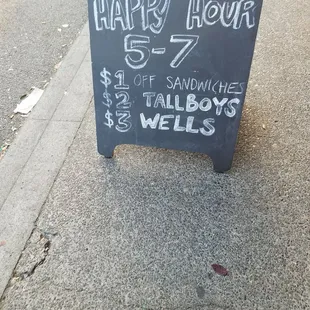 HAPPY HOUR
5-7
$1 OFF SANDWICHES
$2 TALLBOYS
$3 WELLS